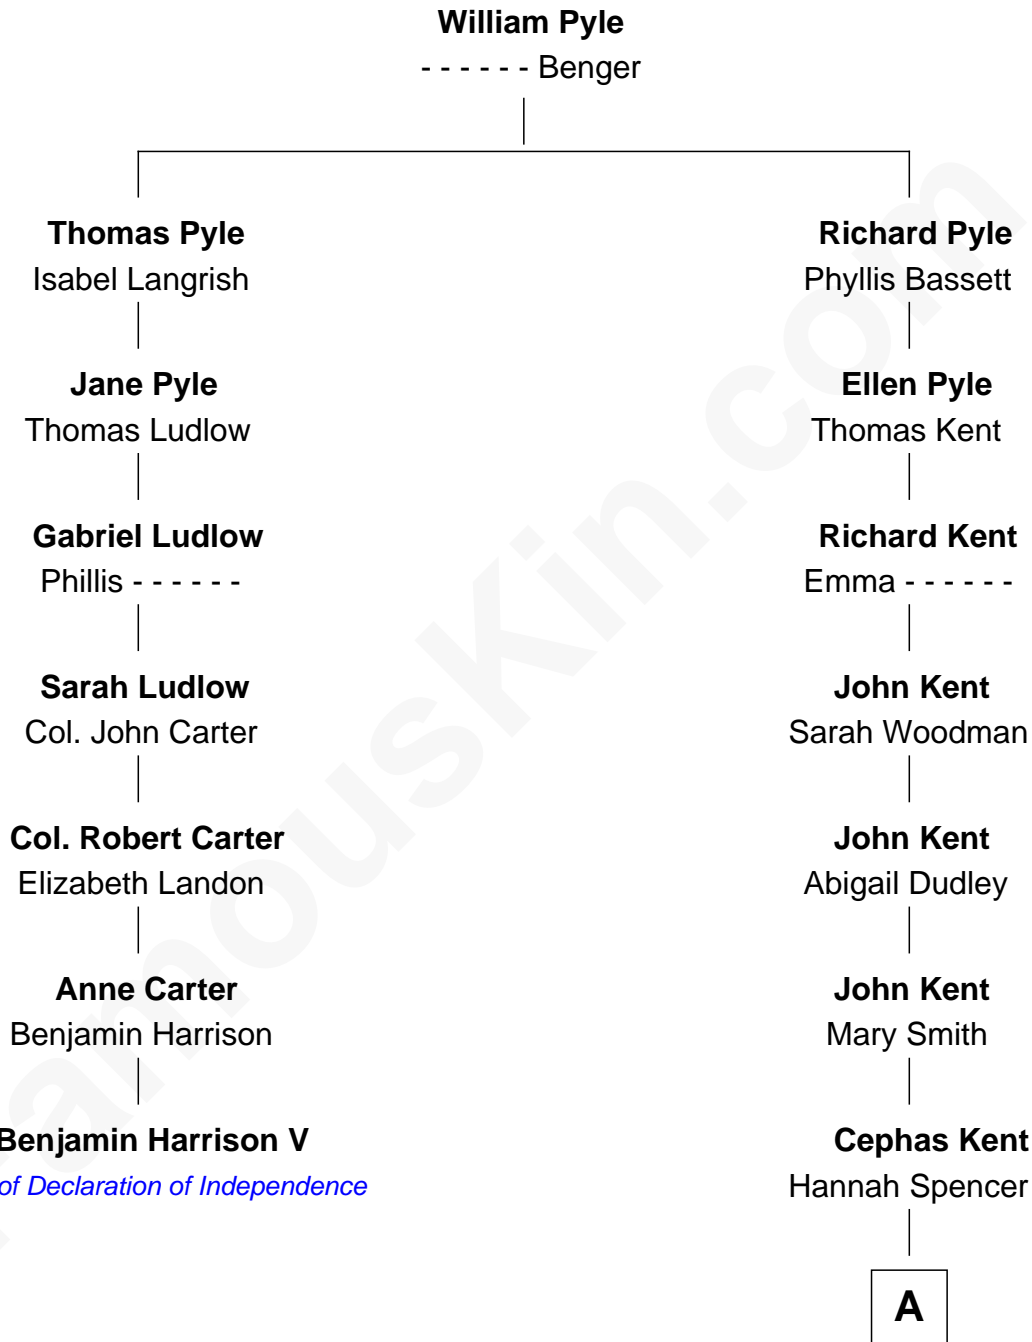 William Pyle
- - - - - - Benger
Thomas Pyle
Isabel Langrish
Richard Pyle
Phyllis Bassett
Jane Pyle
Thomas Ludlow
Ellen Pyle
Thomas Kent
Gabriel Ludlow
Phillis - - - - - -
Richard Kent
Emma - - - - - -
Sarah Ludlow
Col. John Carter
John Kent
Sarah Woodman
Col. Robert Carter
Elizabeth Landon
John Kent
Abigail Dudley
Anne Carter
Benjamin Harrison
John Kent
Mary Smith
Benjamin Harrison V
of Declaration of Independence
Cephas Kent
Hannah Spencer
A
FamousKin.com